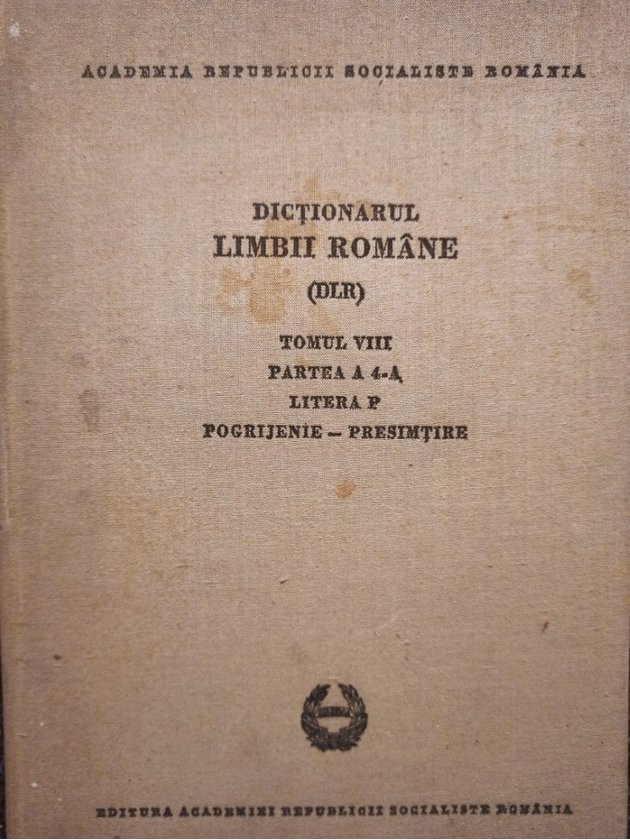 ACADEMIA REPUBLICII SOCIALISTE ROMÂNIA
DICȚIONARUL
LIMBII ROMÂNE
(DLR)
TOMUL VIII
PARTEA A 4-A
LITERA P
POGRIJENIE – PRESIMȚIRE
EDITURA ACADEMIEI REPUBLICII SOCIALISTE ROMÂNIA